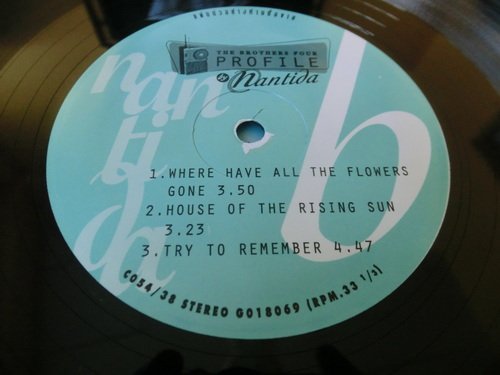 THE BROTHERS FOUR
PROFILE
by Nantida
nan
ti
da
b
1.WHERE HAVE ALL THE FLOWERS
GONE 3.50
2.HOUSE OF THE RISING SUN
3.23
3.TRY TO REMEMBER 4.47
C054/38 STEREO G018069 (RPM.33 1/3)